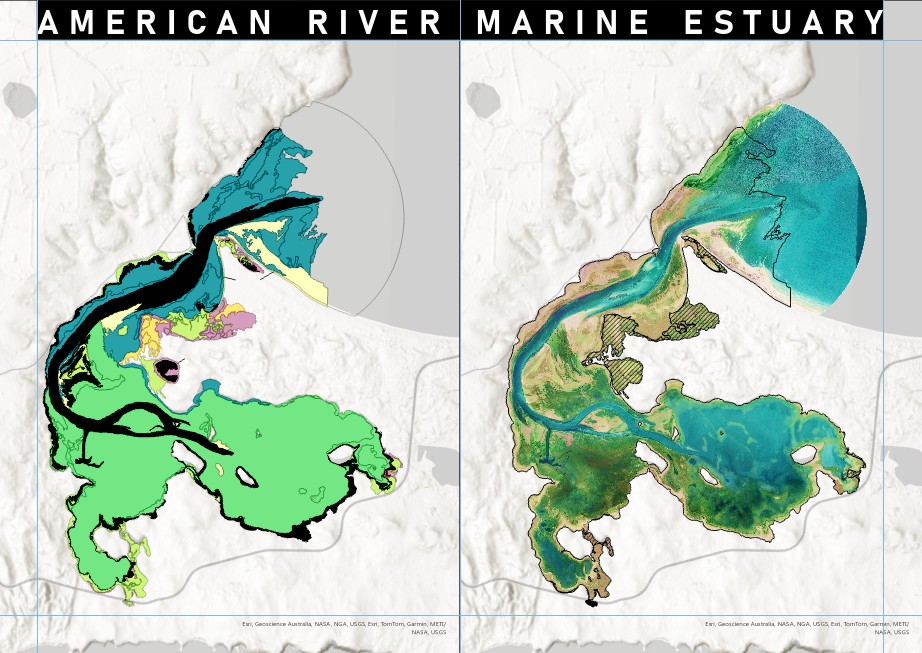 AMERICAN RIVER MARINE ESTUARY
Esri, Geoscience Australia, NASA, NGA, USGS, Esri, TomTom, Garmin, METI/
NASA, USGS
Esri, Geoscience Australia, NASA, NGA, USGS, Esri, TomTom, Garmin, METI/
NASA, USGS